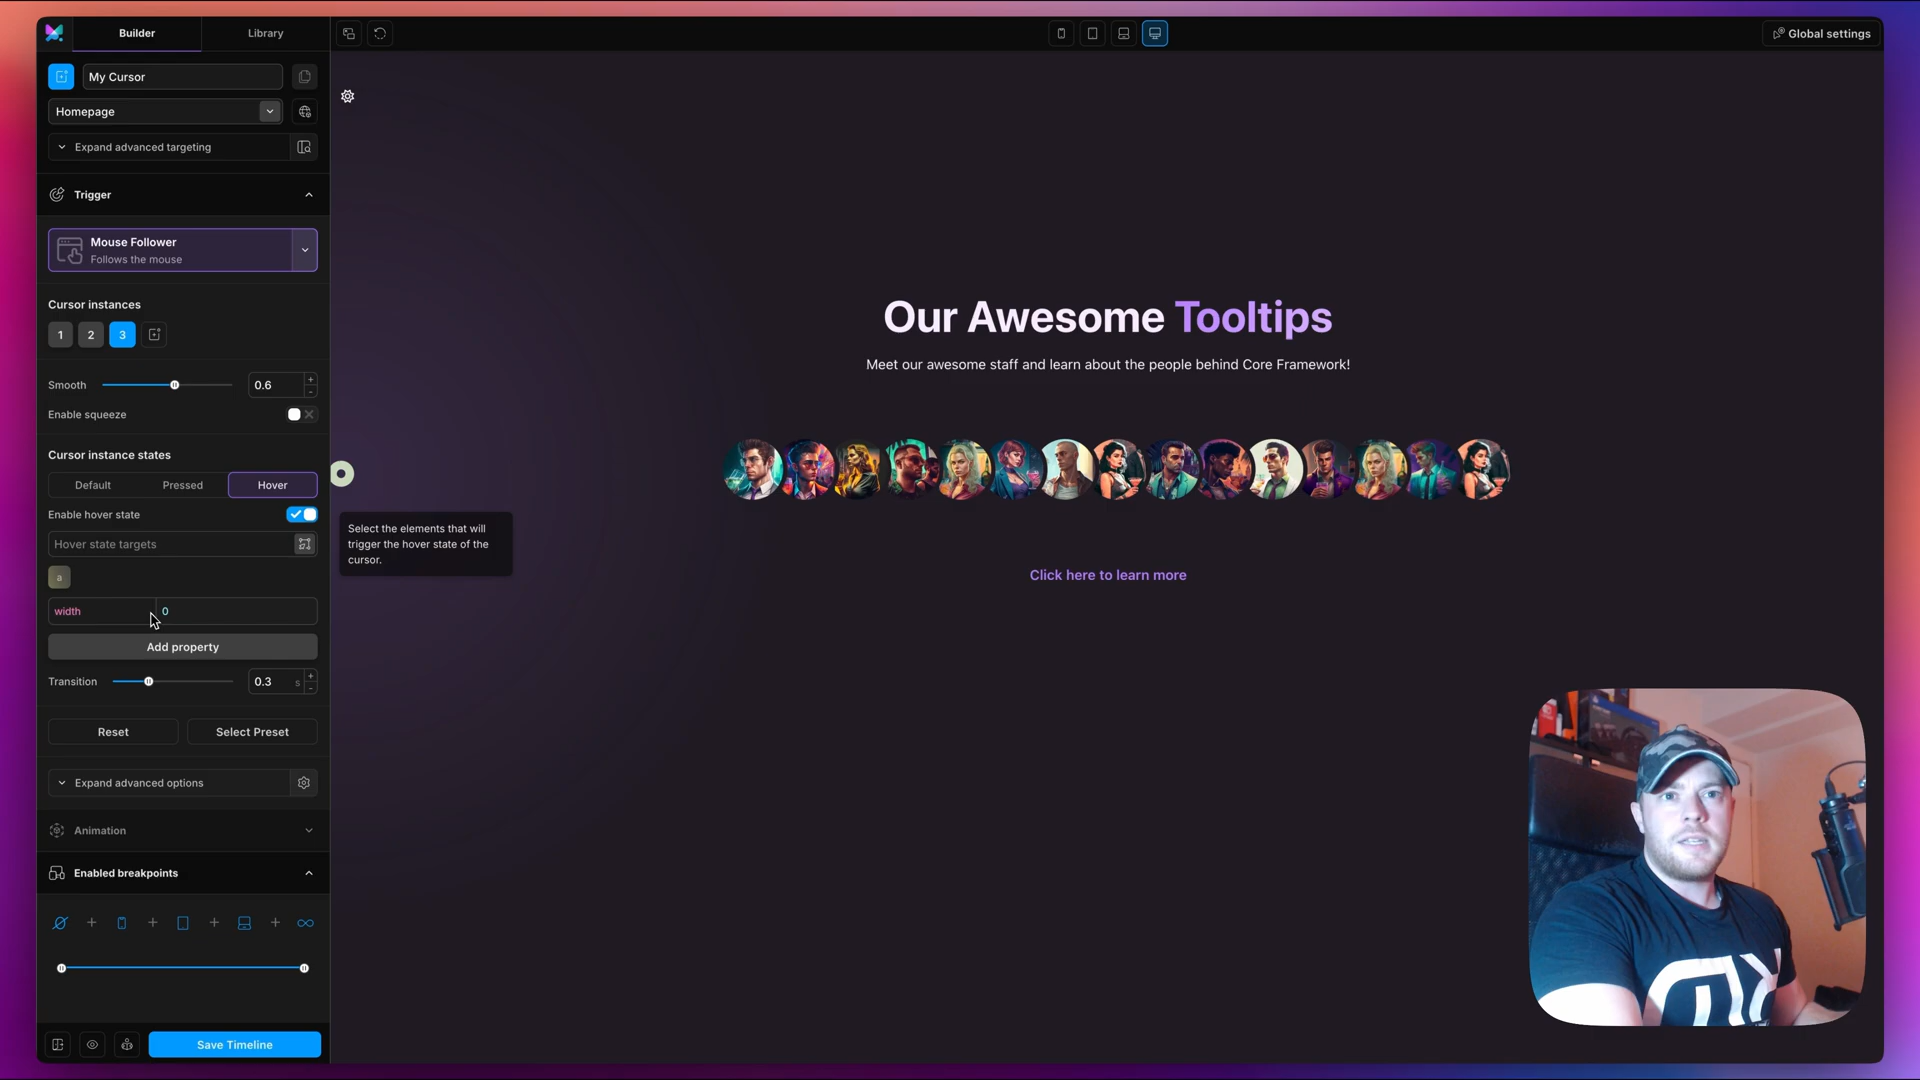 Builder
Library
Global settings
My Cursor
Homepage
Expand advanced targeting
Trigger
Mouse Follower
Follows the mouse
Cursor instances
1
2
3
Smooth
0.6
+
-
Enable squeeze
Cursor instance states
Default
Pressed
Hover
Enable hover state
Hover state targets
a
width
0
Add property
Transition
0.3
s
+
-
Reset
Select Preset
Expand advanced options
Animation
Enabled breakpoints
Save Timeline
Our Awesome Tooltips
Meet our awesome staff and learn about the people behind Core Framework!
Select the elements that will
trigger the hover state of the
cursor.
Click here to learn more